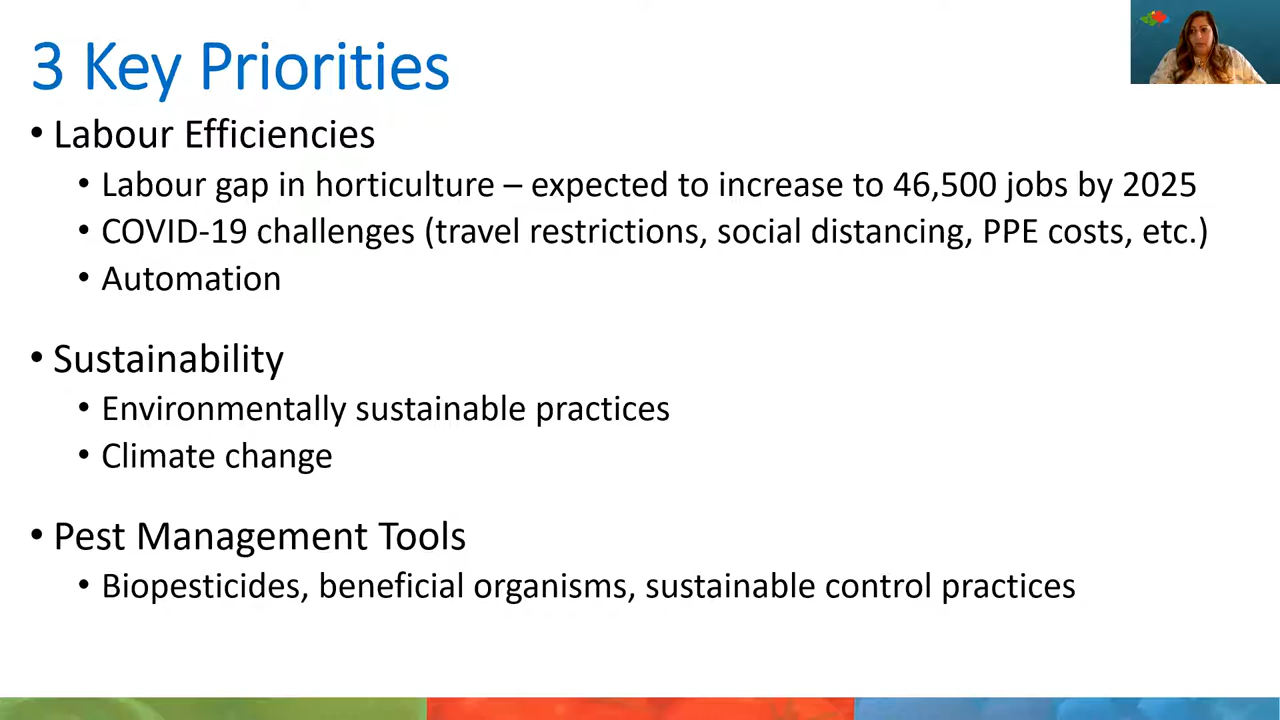 3 Key Priorities
• Labour Efficiencies
• Labour gap in horticulture – expected to increase to 46,500 jobs by 2025
• COVID-19 challenges (travel restrictions, social distancing, PPE costs, etc.)
• Automation
• Sustainability
• Environmentally sustainable practices
• Climate change
• Pest Management Tools
• Biopesticides, beneficial organisms, sustainable control practices